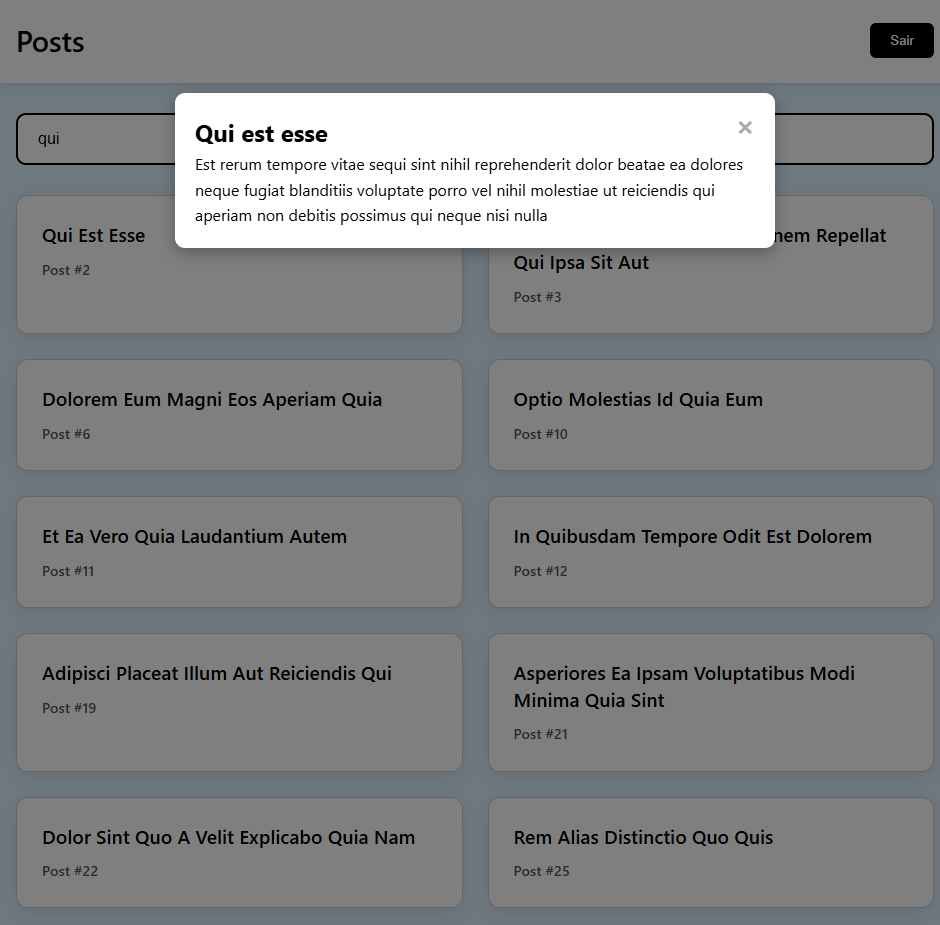 Posts
Sair
qui
Qui est esse
×
Est rerum tempore vitae sequi sint nihil reprehenderit dolor beatae ea dolores
neque fugiat blanditiis voluptate porro vel nihil molestiae ut reiciendis qui
aperiam non debitis possimus qui neque nisi nulla
Qui Est Esse
Post #2
Repellat
Qui Ipsa Sit Aut
Post #3
Dolorem Eum Magni Eos Aperiam Quia
Post #6
Optio Molestias Id Quia Eum
Post #10
Et Ea Vero Quia Laudantium Autem
Post #11
In Quibusdam Tempore Odit Est Dolorem
Post #12
Adipisci Placeat Illum Aut Reiciendis Qui
Post #19
Asperiores Ea Ipsam Voluptatibus Modi
Minima Quia Sint
Post #21
Dolor Sint Quo A Velit Explicabo Quia Nam
Post #22
Rem Alias Distinctio Quo Quis
Post #25